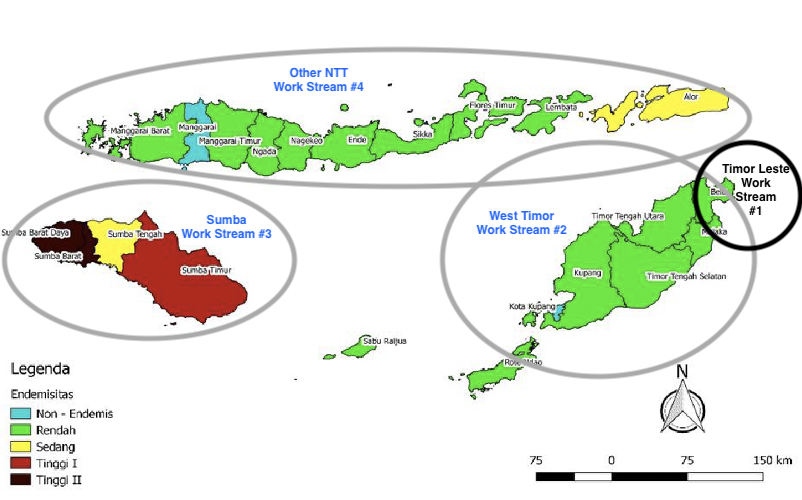 Other NTT
Work Stream #4
Flores Timur
Lembata
Alor
Manggarai Barat
Manggarai
Manggarai Timur
Ngada
Nagekeo
Ende
Sikka
Timor Leste
Work
Stream
#1
Belu
Malaka
Sumba
Work Stream #3
Sumba Barat Daya
Sumba Tengah
Sumba Barat
Sumba Timur
West Timor
Work Stream #2
Timor Tengah Utara
Kupang
Timor Tengah Selatan
Kota Kupang
Sabu Raijua
Rote Ndao
Legenda
Endemisitas
Non - Endemis
Rendah
Sedang
Tinggi I
Tinggi II
N
75 0 75 150 km